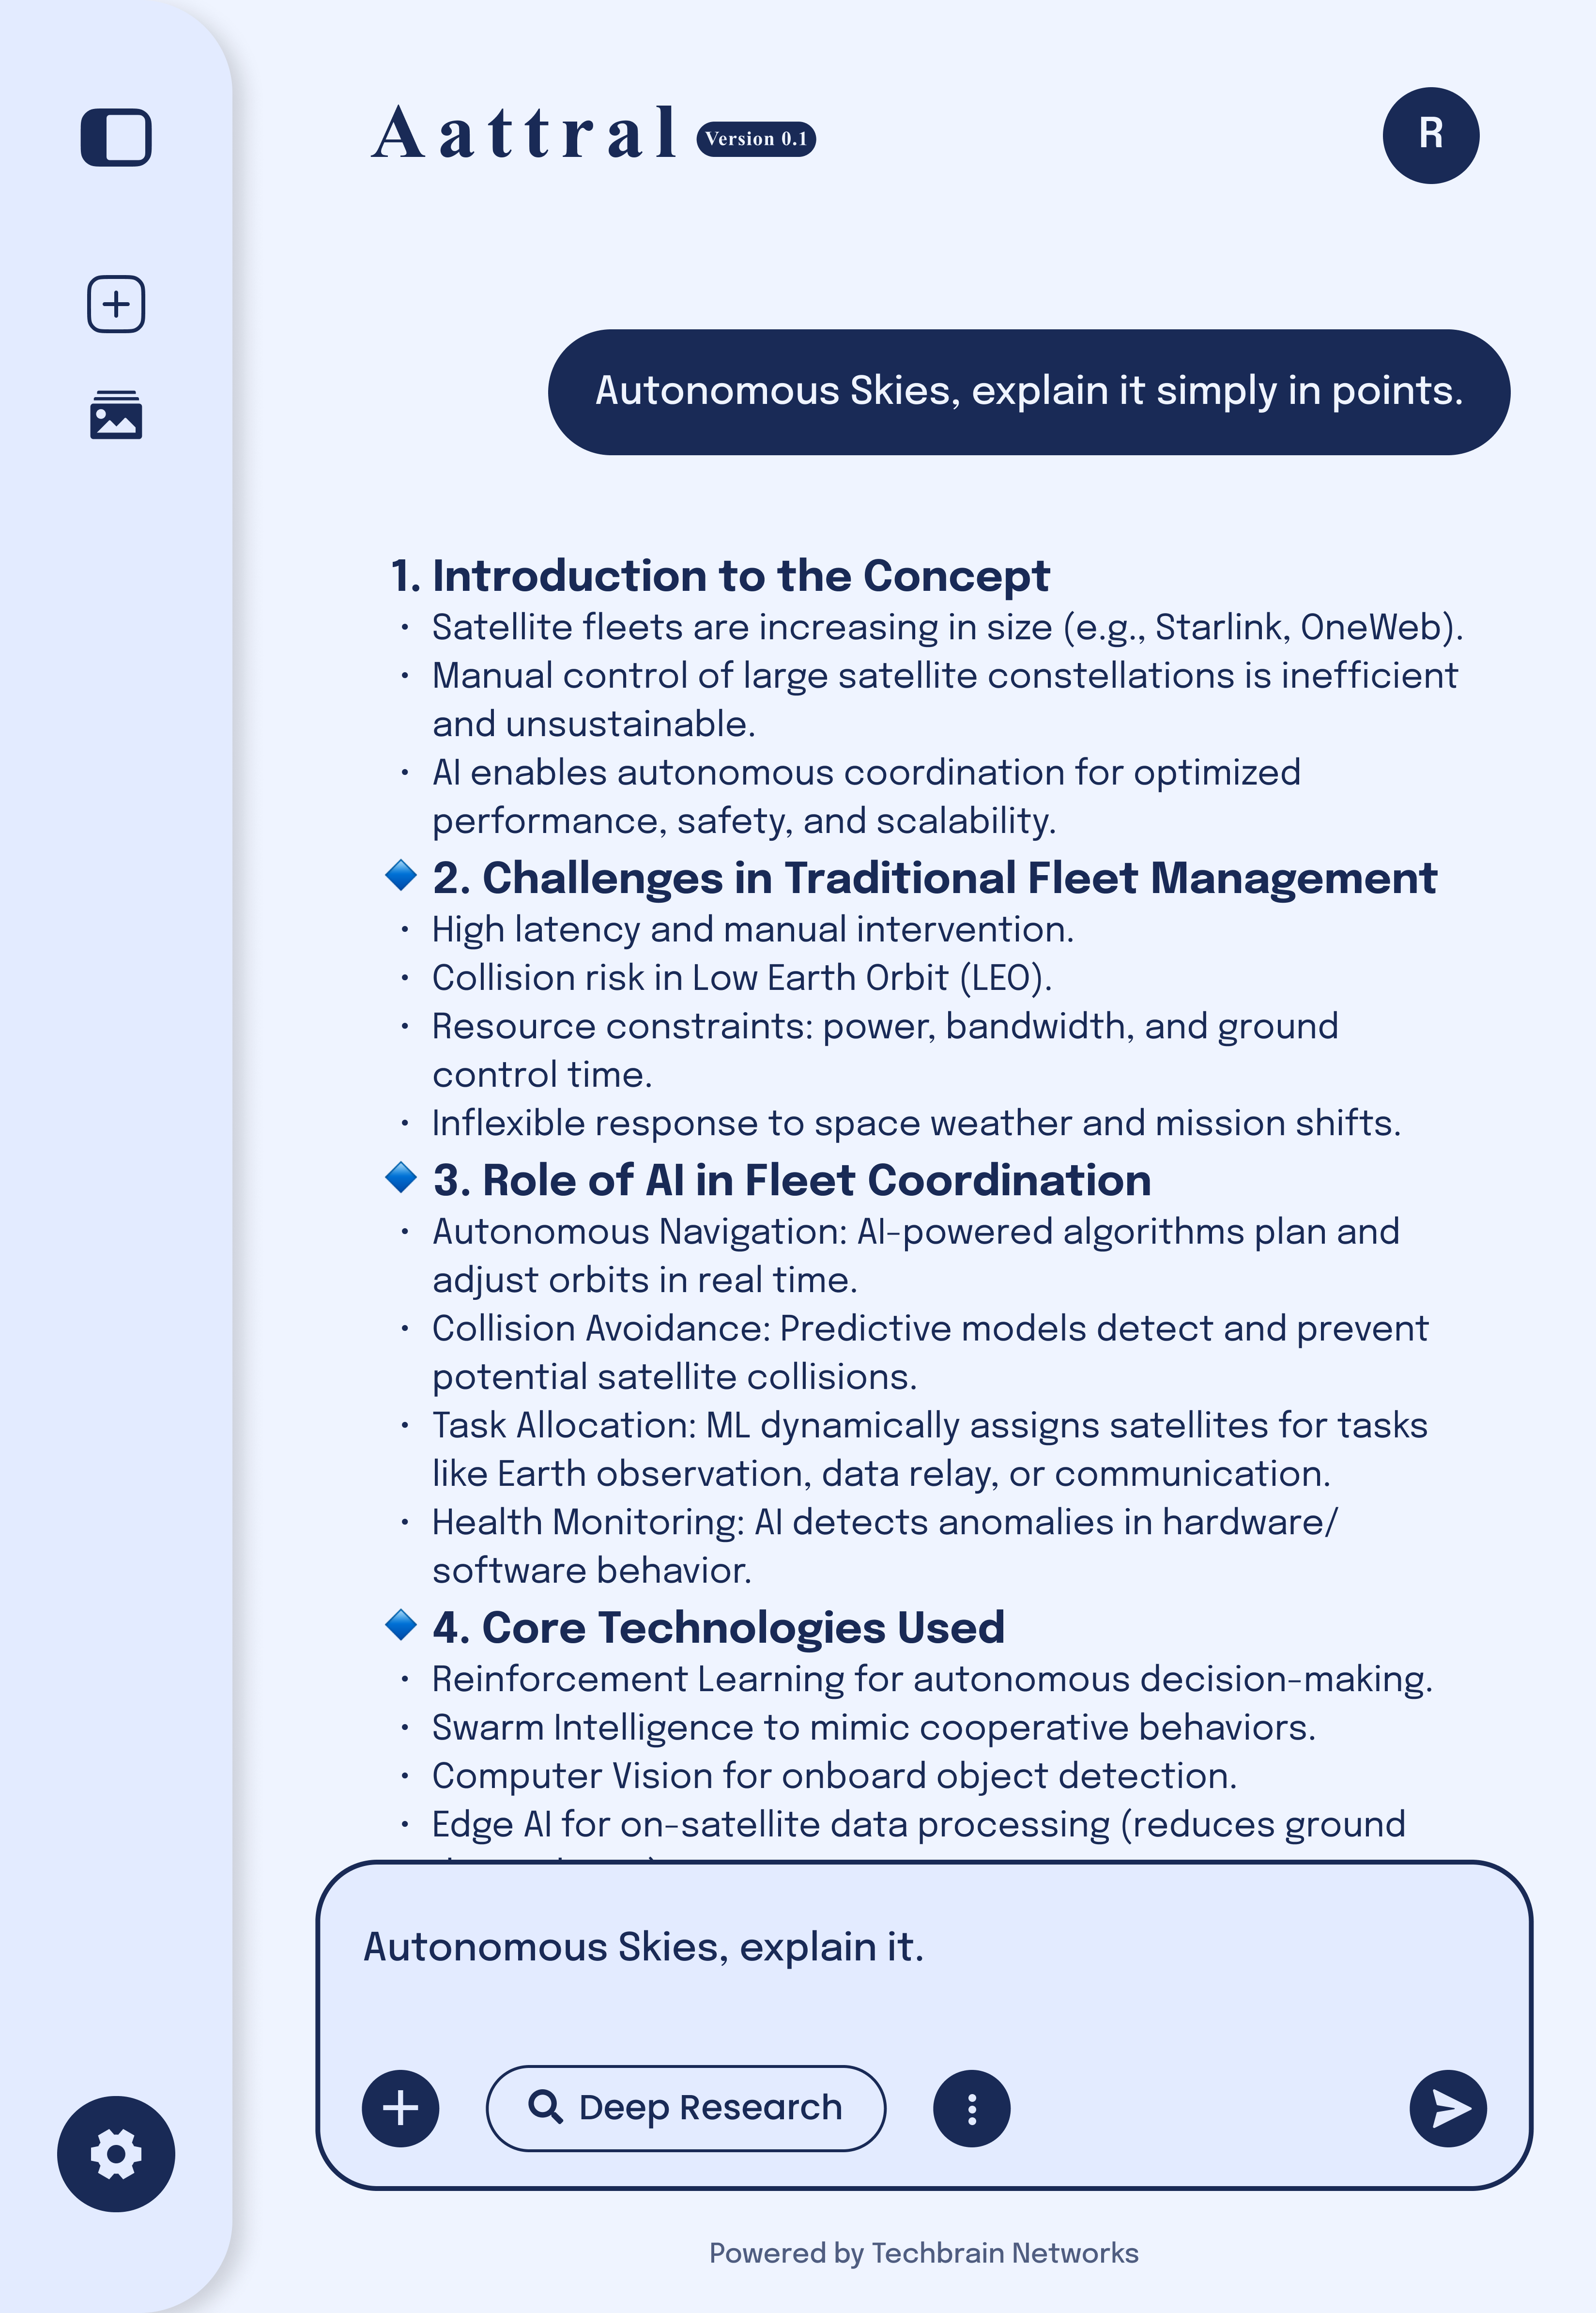 Aattral Version 0.1
R
Autonomous Skies, explain it simply in points.
1. Introduction to the Concept
• Satellite fleets are increasing in size (e.g., Starlink, OneWeb).
• Manual control of large satellite constellations is inefficient
and unsustainable.
• AI enables autonomous coordination for optimized
performance, safety, and scalability.
🔷 2. Challenges in Traditional Fleet Management
• High latency and manual intervention.
• Collision risk in Low Earth Orbit (LEO).
• Resource constraints: power, bandwidth, and ground
control time.
• Inflexible response to space weather and mission shifts.
🔷 3. Role of AI in Fleet Coordination
• Autonomous Navigation: AI-powered algorithms plan and
adjust orbits in real time.
• Collision Avoidance: Predictive models detect and prevent
potential satellite collisions.
• Task Allocation: ML dynamically assigns satellites for tasks
like Earth observation, data relay, or communication.
• Health Monitoring: AI detects anomalies in hardware/
software behavior.
🔷 4. Core Technologies Used
• Reinforcement Learning for autonomous decision-making.
• Swarm Intelligence to mimic cooperative behaviors.
• Computer Vision for onboard object detection.
• Edge AI for on-satellite data processing (reduces ground
Autonomous Skies, explain it.
Deep Research
Powered by Techbrain Networks